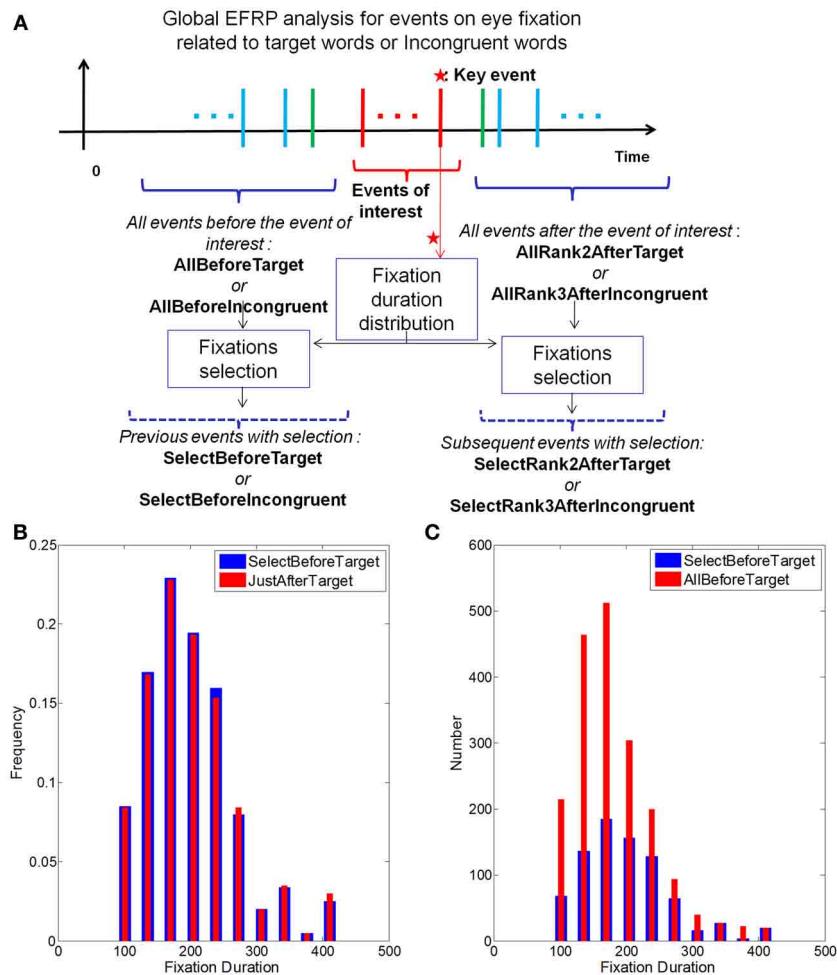 A
Global EFRP analysis for events on eye fixation
related to target words or Incongruent words
★: Key event
0
Time
Events of
interest
All events before the event of
interest :
AllBeforeTarget
or
AllBeforeIncongruent
Fixation
duration
distribution
All events after the event of interest :
AllRank2AfterTarget
or
AllRank3AfterIncongruent
Fixations
selection
Fixations
selection
Previous events with selection :
SelectBeforeTarget
or
SelectBeforeIncongruent
Subsequent events with selection:
SelectRank2AfterTarget
or
SelectRank3AfterIncongruent
B
0.25
0.2
0.15
0.1
0.05
0
Frequency
SelectBeforeTarget
JustAfterTarget
0 100 200 300 400 500
Fixation Duration
C
600
500
400
300
200
100
0
Number
SelectBeforeTarget
AllBeforeTarget
0 100 200 300 400 500
Fixation Duration